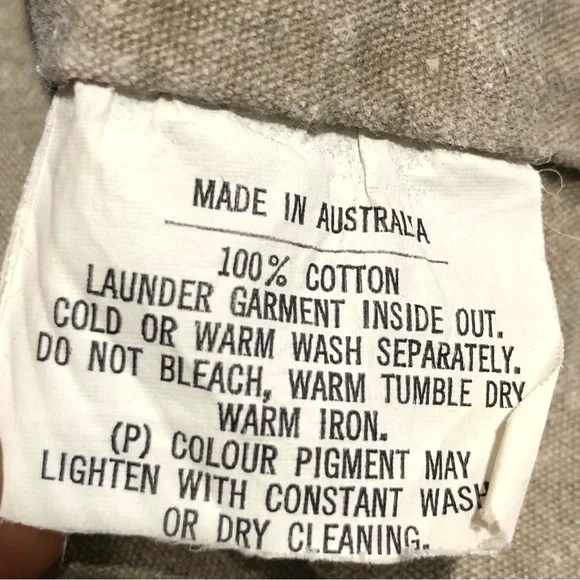 MADE IN AUSTRALIA
100% COTTON
LAUNDER GARMENT INSIDE OUT.
COLD OR WARM WASH SEPARATELY.
DO NOT BLEACH, WARM TUMBLE DRY
WARM IRON.
(P) COLOUR PIGMENT MAY
LIGHTEN WITH CONSTANT WASH
OR DRY CLEANING.